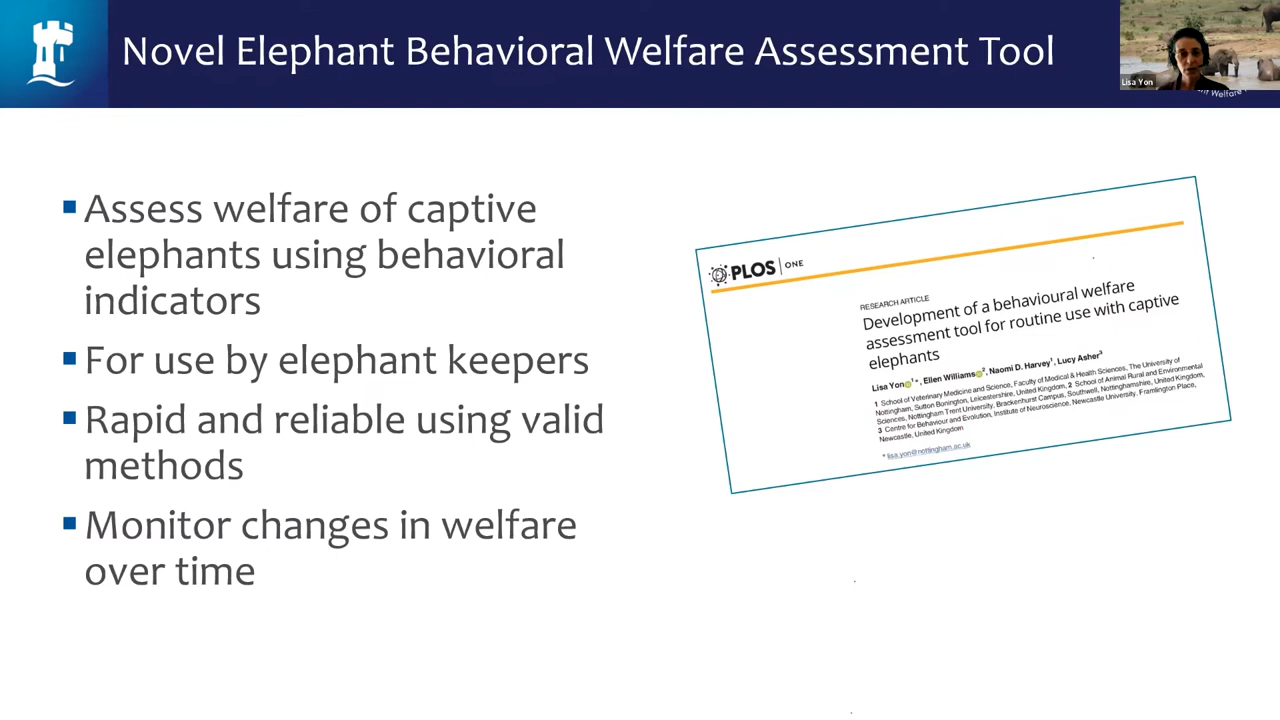 Novel Elephant Behavioral Welfare Assessment Tool
Lisa Yon
Assess welfare of captive
elephants using behavioral
indicators
For use by elephant keepers
Rapid and reliable using valid
methods
Monitor changes in welfare
over time
PLOS ONE
RESEARCH ARTICLE
Development of a behavioural welfare
assessment tool for routine use with captive
elephants
Lisa Yon1*, Ellen Williams2, Naomi D. Harvey1, Lucy Asher3
1 School of Veterinary Medicine and Science, Faculty of Medical & Health Sciences, The University of
Nottingham, Sutton Bonington, Leicestershire, United Kingdom, 2 School of Animal Rural and Environmental
Sciences, Nottingham Trent University, Brackenhurst Campus, Southwell, Nottinghamshire, United Kingdom,
3 Centre for Behaviour and Evolution, Institute of Neuroscience, Newcastle University, Framlington Place,
Newcastle, United Kingdom
* lisa.yon@nottingham.ac.uk